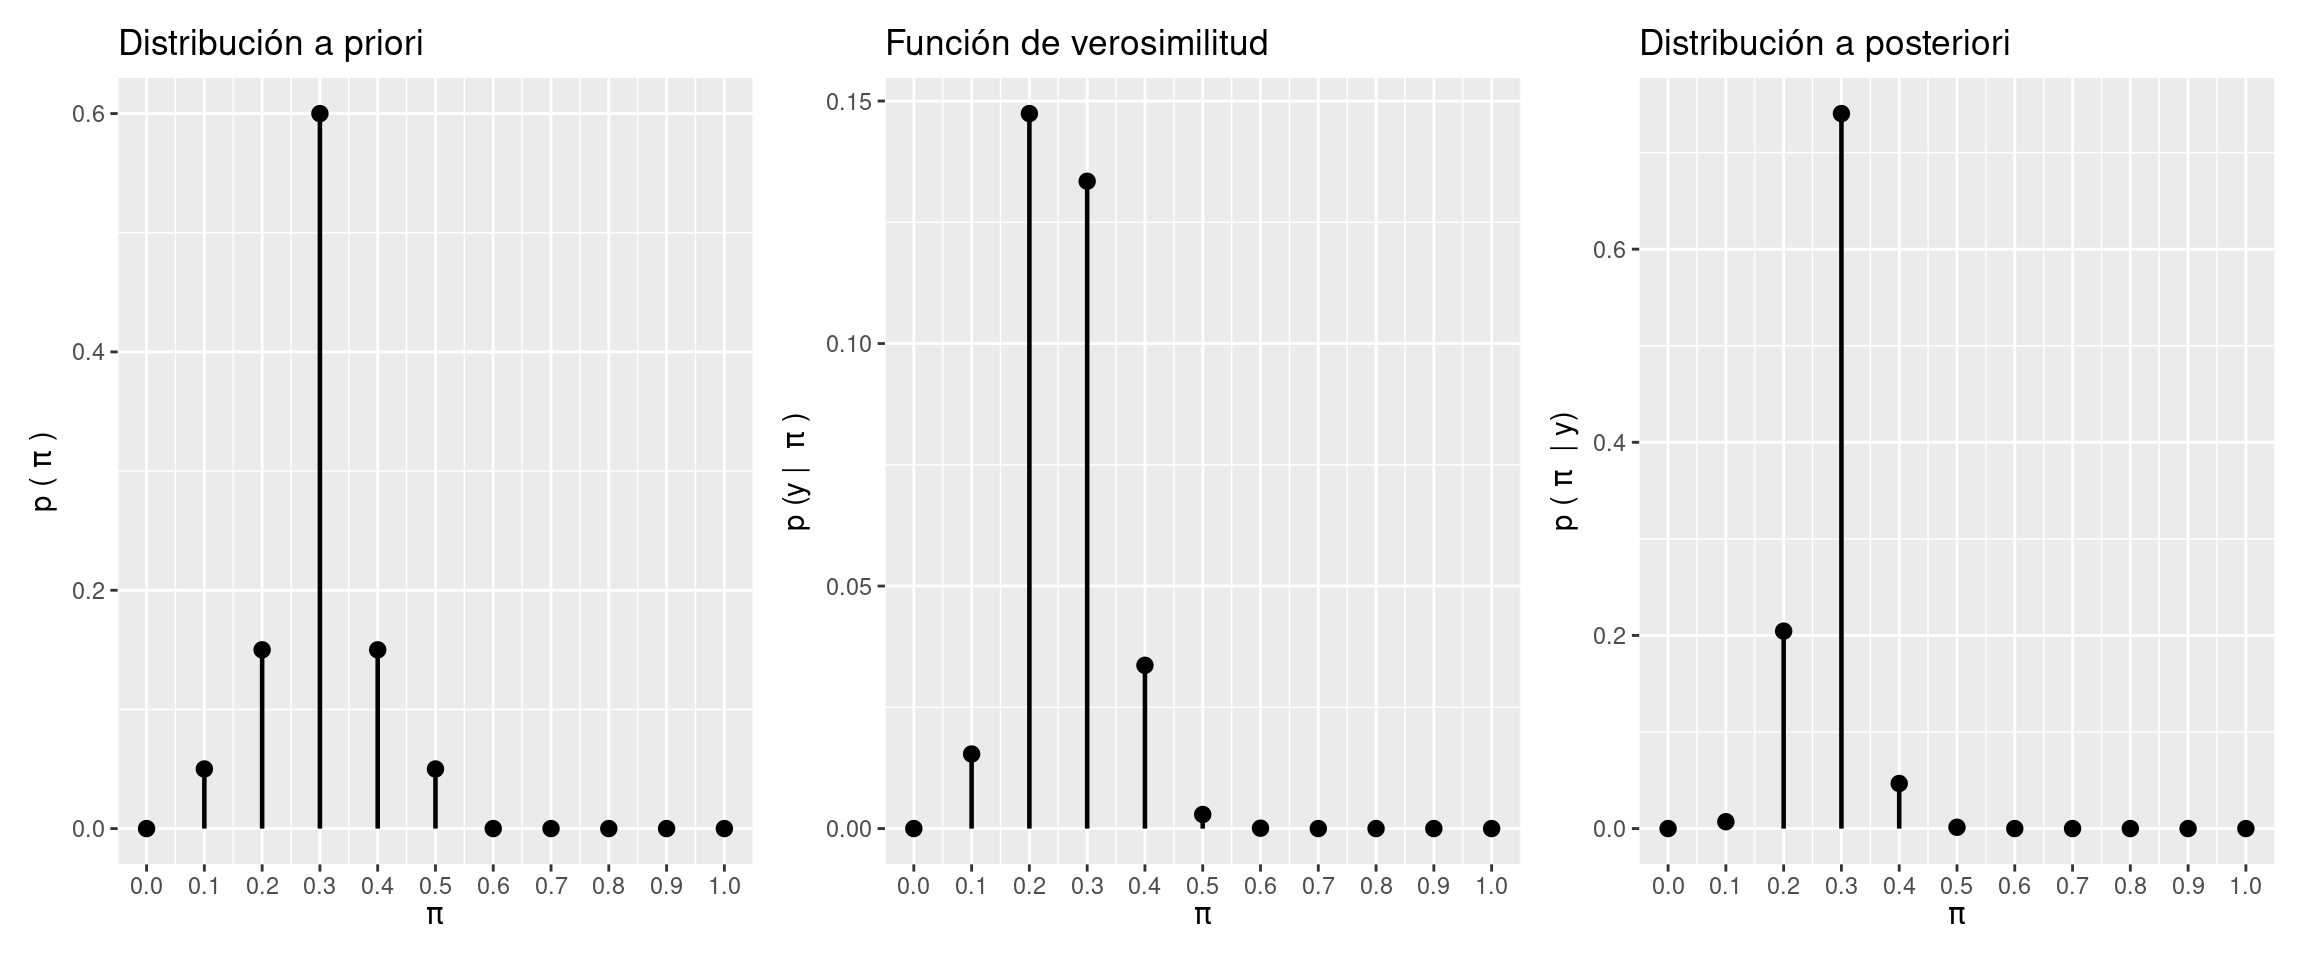 Distribución a priori
p ( π )
0.6
0.4
0.2
0.0
0.0 0.1 0.2 0.3 0.4 0.5 0.6 0.7 0.8 0.9 1.0
π
Función de verosimilitud
p (y | π )
0.15
0.10
0.05
0.00
0.0 0.1 0.2 0.3 0.4 0.5 0.6 0.7 0.8 0.9 1.0
π
Distribución a posteriori
p ( π | y)
0.6
0.4
0.2
0.0
0.0 0.1 0.2 0.3 0.4 0.5 0.6 0.7 0.8 0.9 1.0
π